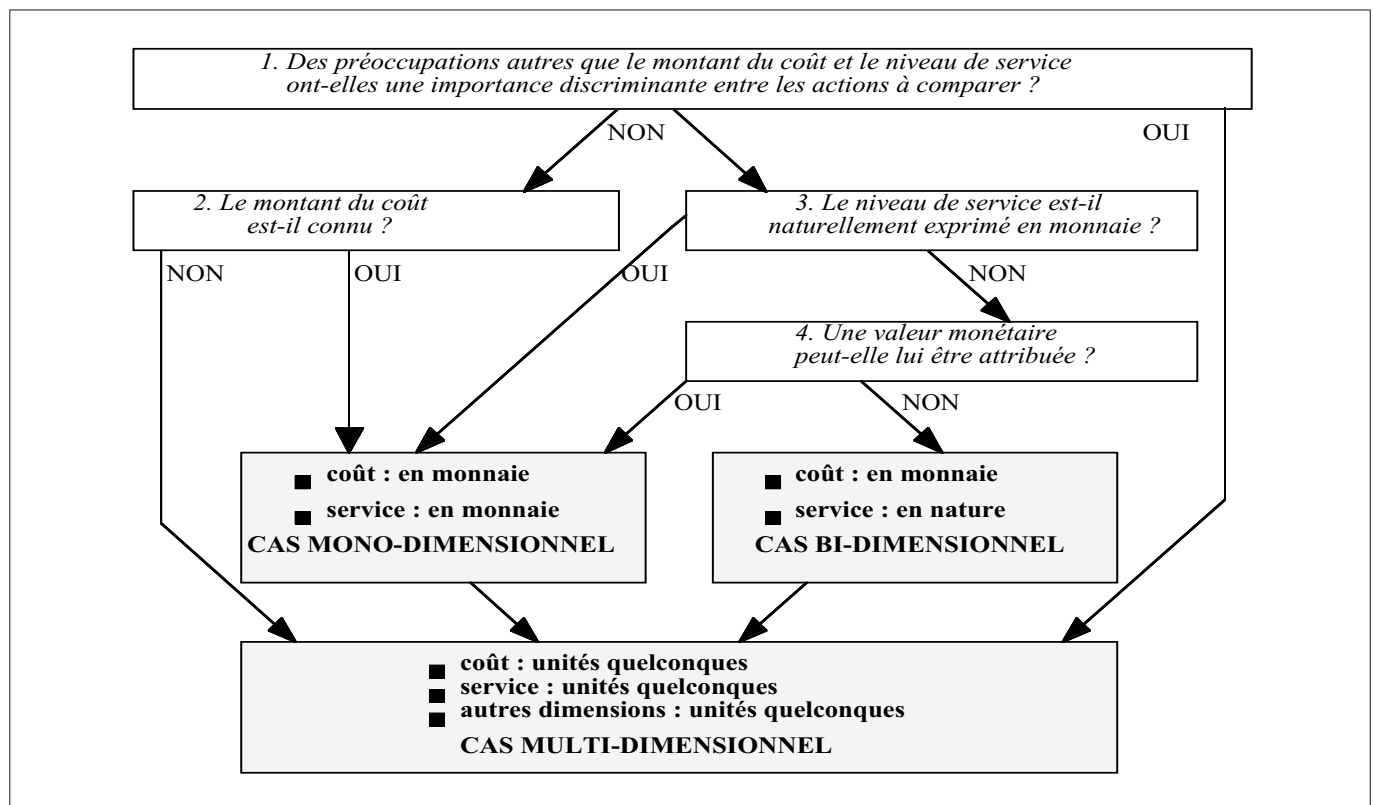 1. Des préoccupations autres que le montant du coût et le niveau de service
ont-elles une importance discriminante entre les actions à comparer ?
NON
OUI
2. Le montant du coût
est-il connu ?
3. Le niveau de service est-il
naturellement exprimé en monnaie ?
NON
OUI
OUI
NON
4. Une valeur monétaire
peut-elle lui être attribuée ?
OUI
NON
coût : en monnaie
service : en monnaie
CAS MONO-DIMENSIONNEL
coût : en monnaie
service : en nature
CAS BI-DIMENSIONNEL
coût : unités quelconques
service : unités quelconques
autres dimensions : unités quelconques
CAS MULTI-DIMENSIONNEL